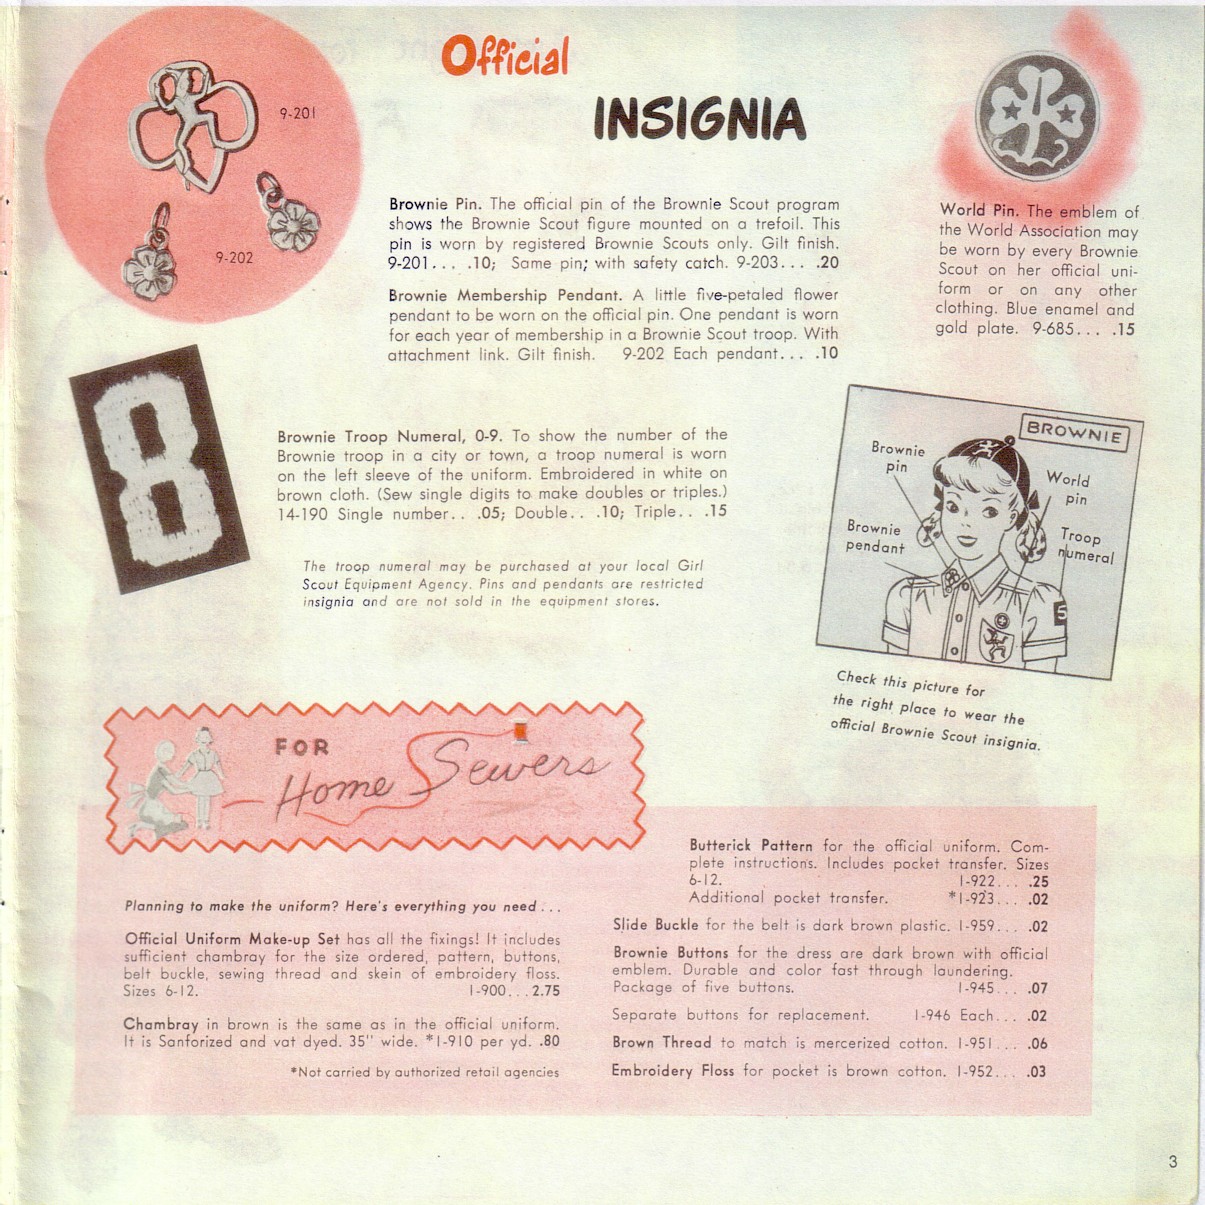 Official
INSIGNIA
9-201
9-202
Brownie Pin. The official pin of the Brownie Scout program
shows the Brownie Scout figure mounted on a trefoil. This
pin is worn by registered Brownie Scouts only. Gilt finish.
9-201... .10; Same pin; with safety catch. 9-203... .20
Brownie Membership Pendant. A little five-petaled flower
pendant to be worn on the official pin. One pendant is worn
for each year of membership in a Brownie Scout troop. With
attachment link. Gilt finish. 9-202 Each pendant... .10
World Pin. The emblem of
the World Association may
be worn by every Brownie
Scout on her official uni-
form or on any other
clothing. Blue enamel and
gold plate. 9-685... .15
8
Brownie Troop Numeral, 0-9. To show the number of the
Brownie troop in a city or town, a troop numeral is worn
on the left sleeve of the uniform. Embroidered in white on
brown cloth. (Sew single digits to make doubles or triples.)
14-190 Single number.. .05; Double.. .10; Triple.. .15
The troop numeral may be purchased at your local Girl
Scout Equipment Agency. Pins and pendants are restricted
insignia and are not sold in the equipment stores.
BROWNIE
Brownie
pin
World
pin
Brownie
pendant
Troop
numeral
5
Check this picture for
the right place to wear the
official Brownie Scout insignia.
FOR
Home Sewers
Planning to make the uniform? Here's everything you need...
Official Uniform Make-up Set has all the fixings! It includes
sufficient chambray for the size ordered, pattern, buttons,
belt buckle, sewing thread and skein of embroidery floss.
Sizes 6-12. 1-900...2.75
Chambray in brown is the same as in the official uniform.
It is Sanforized and vat dyed. 35" wide. *1-910 per yd. .80
*Not carried by authorized retail agencies
Butterick Pattern for the official uniform. Com-
plete instructions. Includes pocket transfer. Sizes
6-12. 1-922... .25
Additional pocket transfer. *1-923... .02
Slide Buckle for the belt is dark brown plastic. 1-959... .02
Brownie Buttons for the dress are dark brown with official
emblem. Durable and color fast through laundering.
Package of five buttons. 1-945... .07
Separate buttons for replacement. 1-946 Each... .02
Brown Thread to match is mercerized cotton. 1-951... .06
Embroidery Floss for pocket is brown cotton. 1-952... .03
3